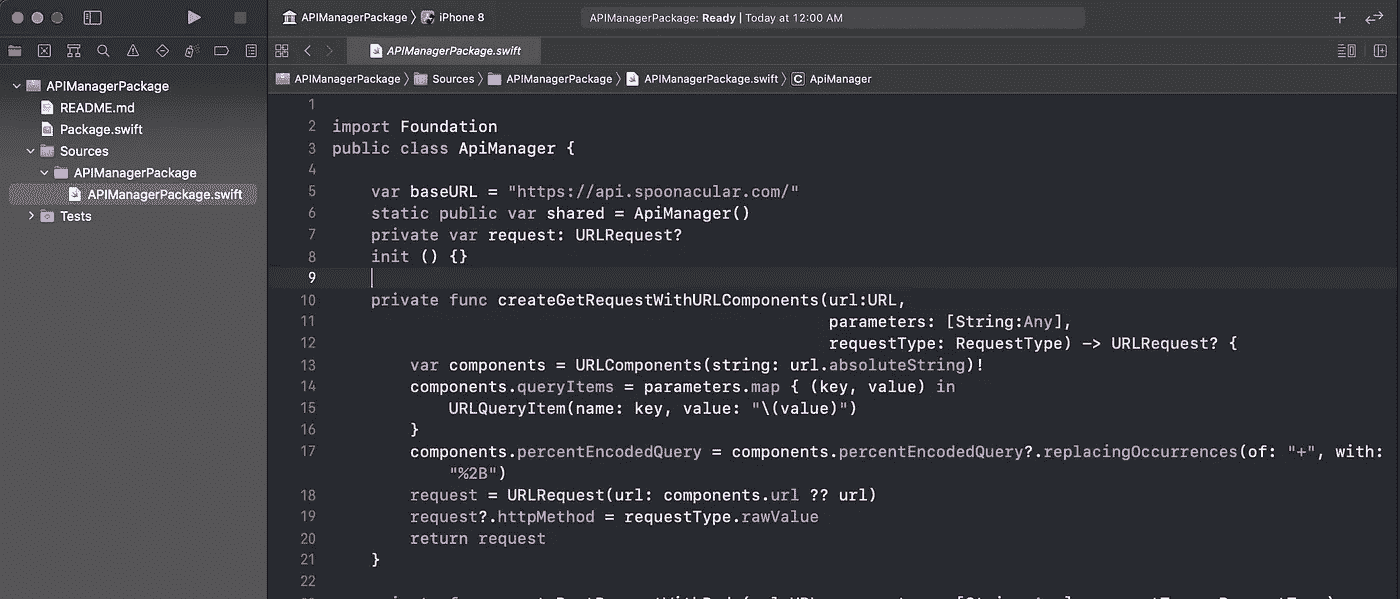 APIManagerPackage
iPhone 8
APIManagerPackage: Ready | Today at 12:00 AM
APIManagerPackage.swift
APIManagerPackage
README.md
Package.swift
Sources
APIManagerPackage
APIManagerPackage.swift
Tests
APIManagerPackage Sources APIManagerPackage APIManagerPackage.swift C ApiManager
1
2 import Foundation
3 public class ApiManager {
4
5 var baseURL = "https://api.spoonacular.com/"
6 static public var shared = ApiManager()
7 private var request: URLRequest?
8 init () {}
9
10 private func createGetRequestWithURLComponents(url:URL,
11 parameters: [String:Any],
12 requestType: RequestType) -> URLRequest? {
13 var components = URLComponents(string: url.absoluteString)!
14 components.queryItems = parameters.map { (key, value) in
15 URLQueryItem(name: key, value: "\(value)")
16 }
17 components.percentEncodedQuery = components.percentEncodedQuery?.replacingOccurrences(of: "+", with:
"%2B")
18 request = URLRequest(url: components.url ?? url)
19 request?.httpMethod = requestType.rawValue
20 return request
21 }
22